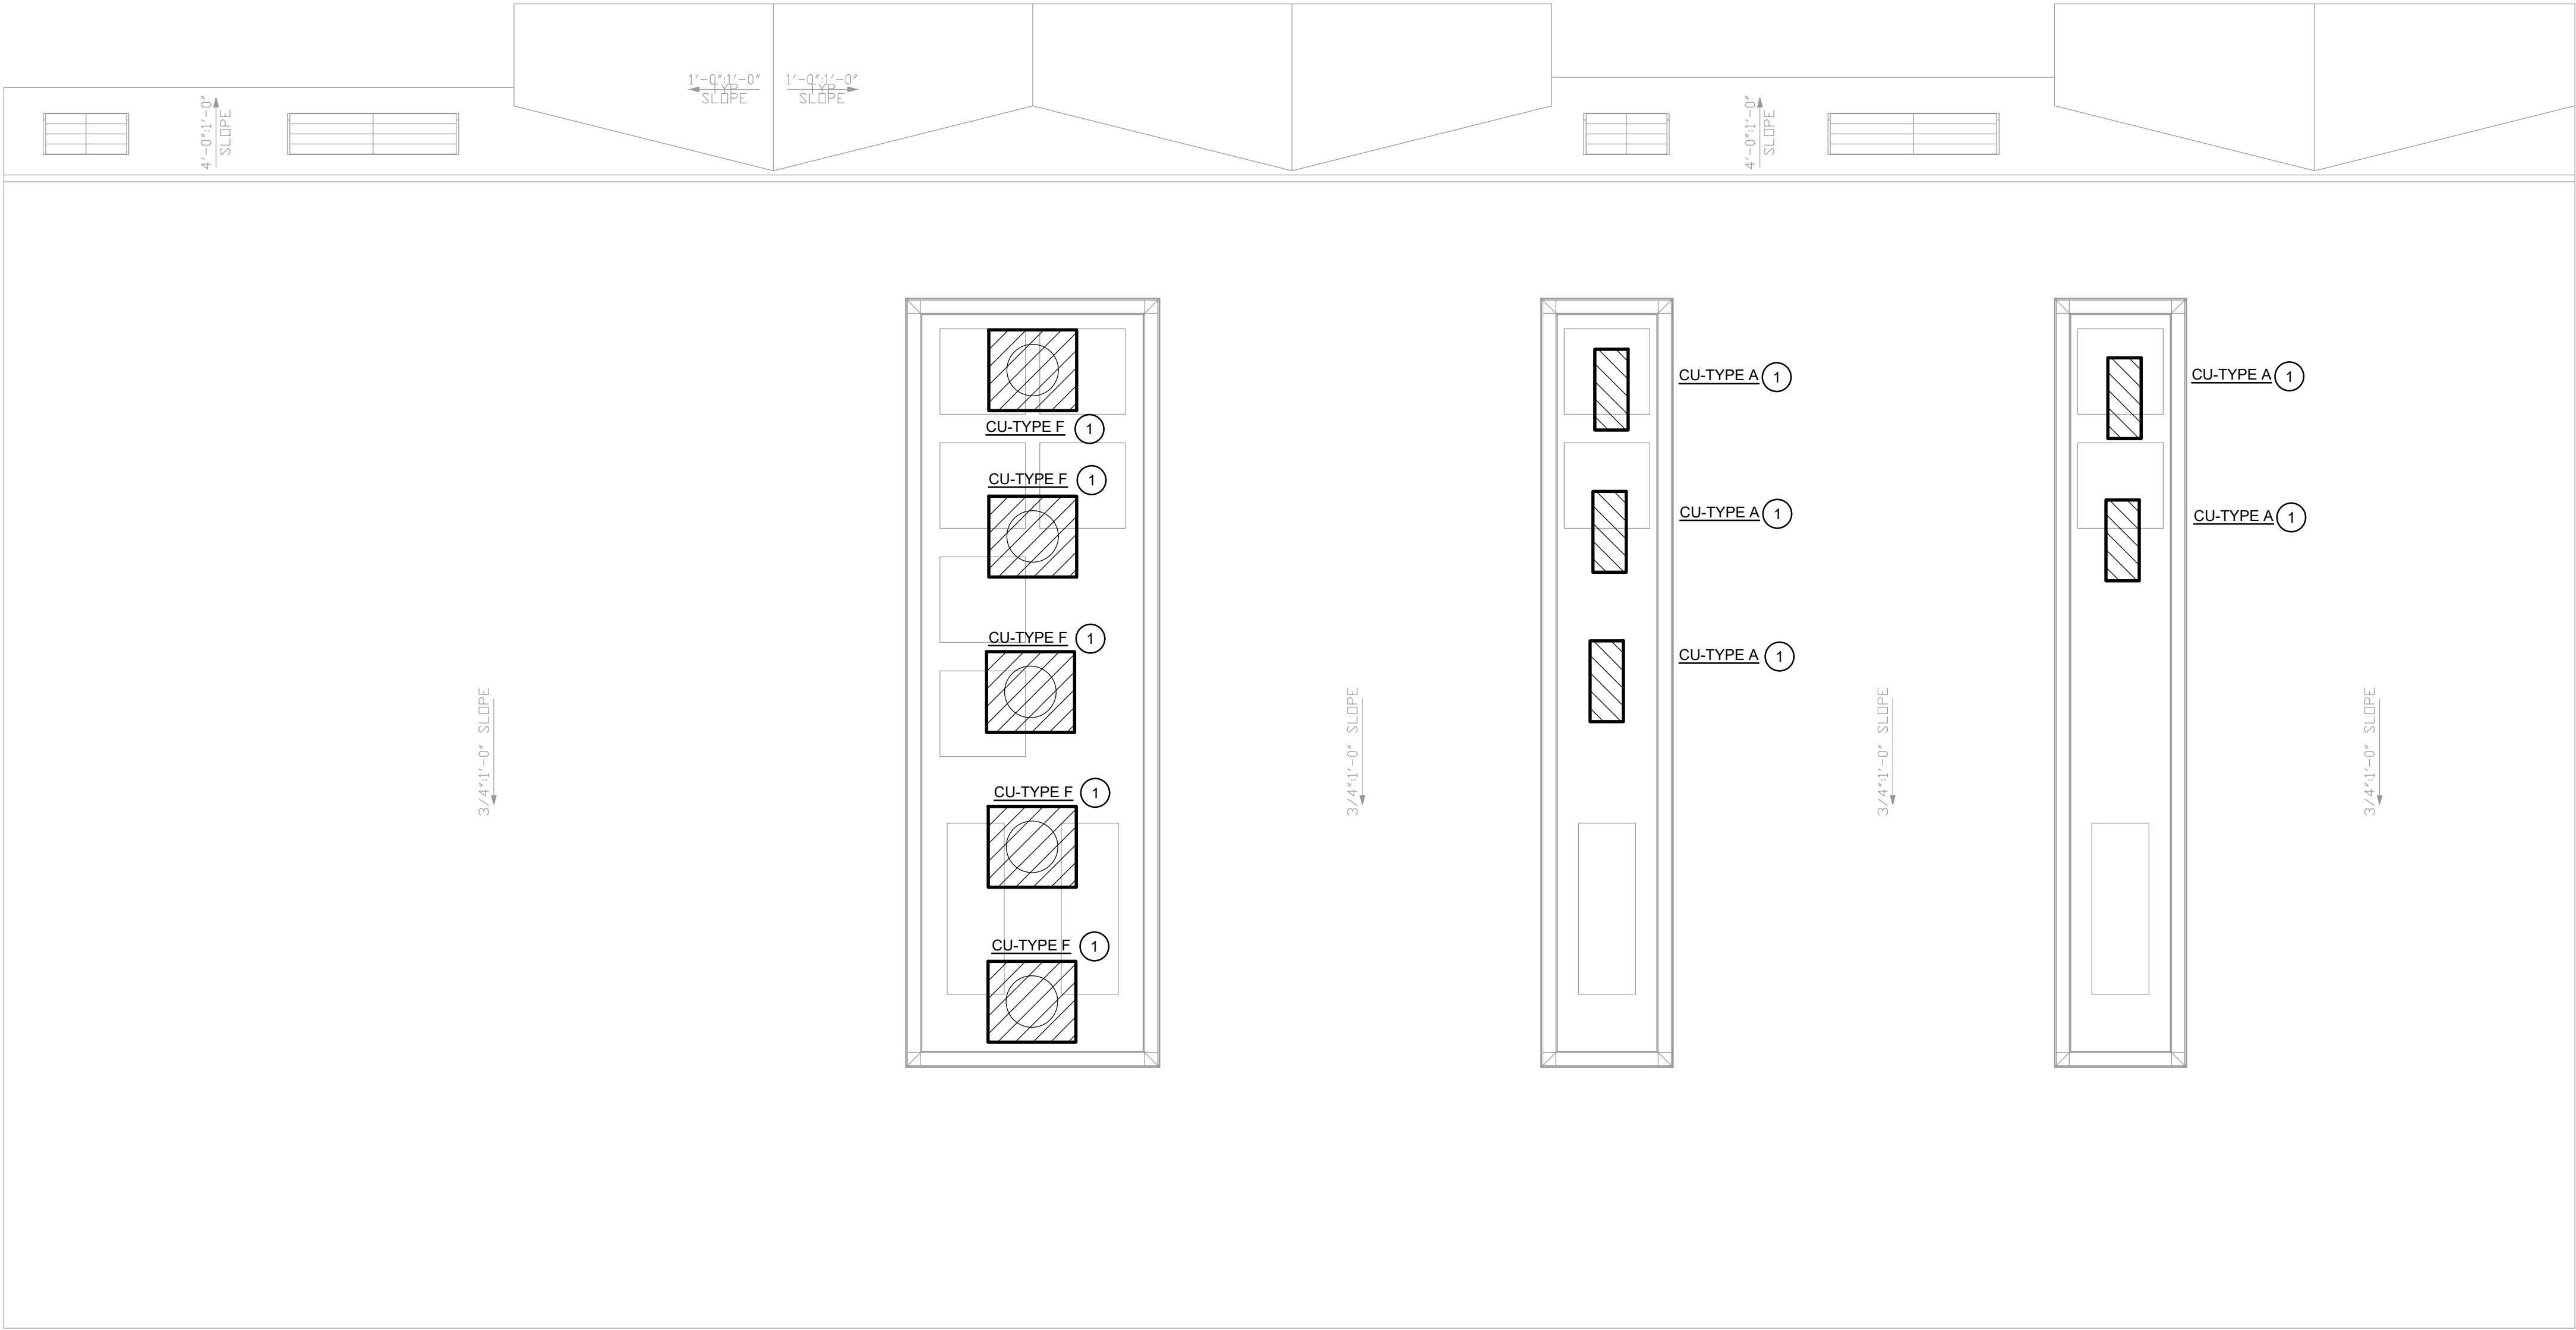 1'-0":1'-0"
TYP
SLOPE
1'-0":1'-0"
TYP
SLOPE
4'-0":1'-0"
SLOPE
4'-0":1'-0"
SLOPE
CU-TYPE F 1
CU-TYPE F 1
CU-TYPE F 1
CU-TYPE F 1
CU-TYPE F 1
CU-TYPE A 1
CU-TYPE A 1
CU-TYPE A 1
CU-TYPE A 1
CU-TYPE A 1
3/4":1'-0" SLOPE
3/4":1'-0" SLOPE
3/4":1'-0" SLOPE
3/4":1'-0" SLOPE